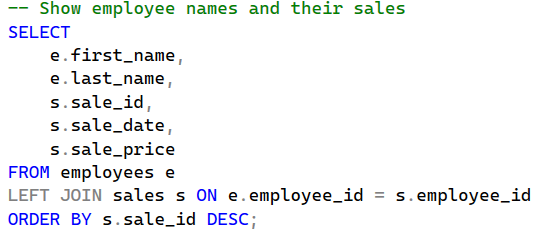 -- Show employee names and their sales
SELECT
    e.first_name,
    e.last_name,
    s.sale_id,
    s.sale_date,
    s.sale_price
FROM employees e
LEFT JOIN sales s ON e.employee_id = s.employee_id
ORDER BY s.sale_id DESC;